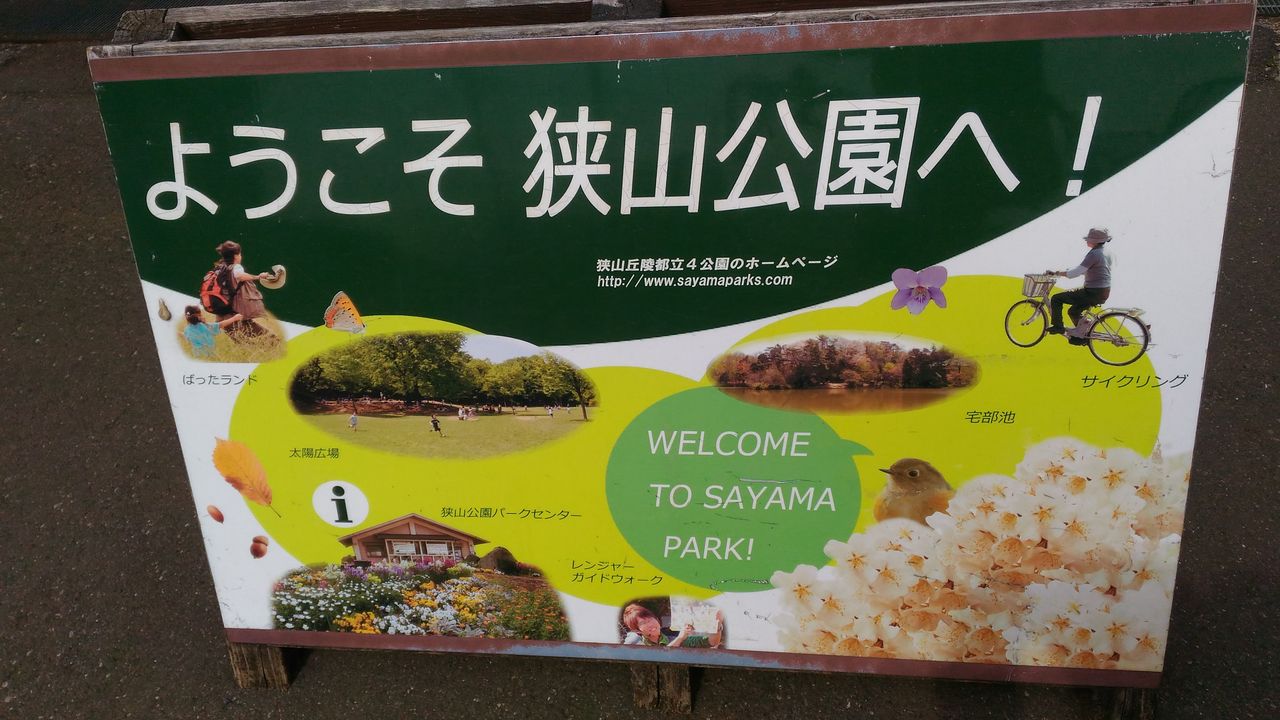 ようこそ 狭山公園へ！
狭山丘陵都立４公園のホームページ
http://www.sayamaparks.com
ばったランド
サイクリング
宅部池
太陽広場
WELCOME
TO SAYAMA
PARK!
i
狭山公園パークセンター
レンジャー
ガイドウォーク